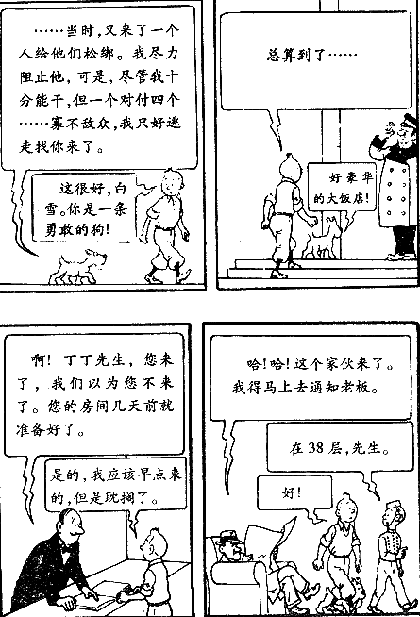 ……当时,又来了一个
人给他们松绑。我尽力
阻止他,可是,尽管我十
分能干,但一个对付四个
……寡不敌众,我只好逃
走找你来了。
这很好,白
雪。你是一条
勇敢的狗!
总算到了……
好豪华
的大饭店!
啊!丁丁先生,您来
了,我们以为您不来
了。您的房间几天前就
准备好了。
是的,我应该早点来
的,但是耽搁了。
哈!哈!这个家伙来了。
我得马上去通知老板。
在38层,先生。
好!